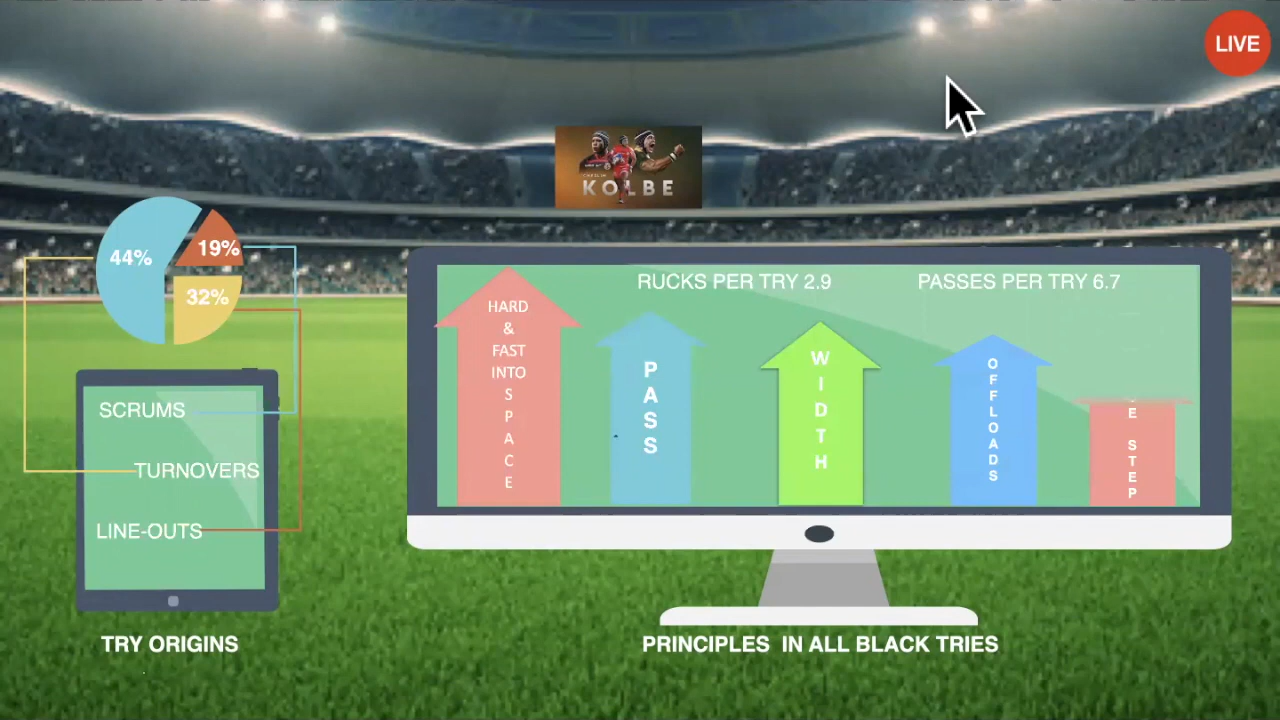 LIVE
KOLBE
44%
19%
32%
SCRUMS
TURNOVERS
LINE-OUTS
TRY ORIGINS
RUCKS PER TRY 2.9
PASSES PER TRY 6.7
HARD
&
FAST
INTO
S
P
A
C
E
P
A
S
S
W
I
D
T
H
O
F
F
L
O
A
D
S
E
S
T
E
P
PRINCIPLES IN ALL BLACK TRIES